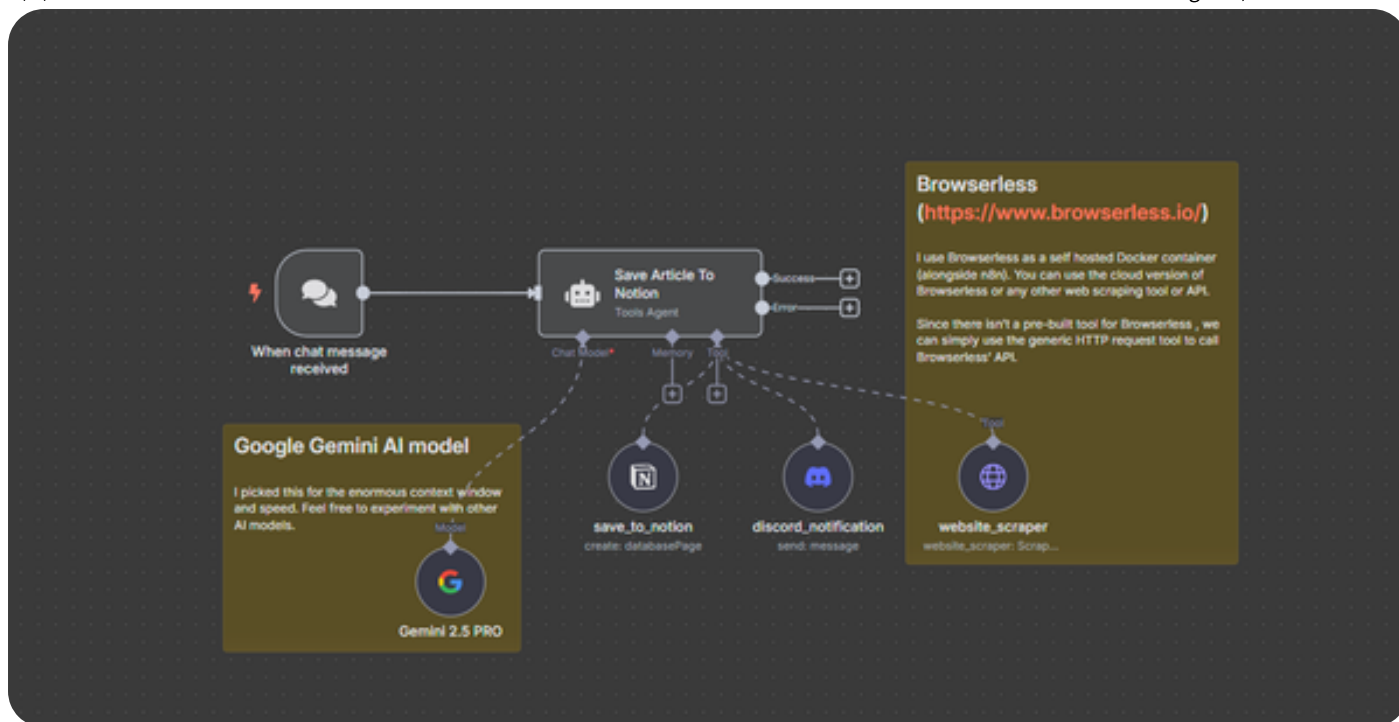 Browserless
(https://www.browserless.io/)
I use Browserless as a self hosted Docker container
(alongside n8n). You can use the cloud version of
Browserless or any other web scraping tool or API.
Since there isn't a pre-built tool for Browserless , we
can simply use the generic HTTP request tool to call
Browserless' API.
Save Article To
Notion
Tools Agent
Success
Error
When chat message
received
Chat Model*
Memory
Tool
Tool
Google Gemini AI model
I picked this for the enormous context window
and speed. Feel free to experiment with other
AI models.
Model
Gemini 2.5 PRO
save_to_notion
create: databasePage
discord_notification
send: message
website_scraper
website_scraper: Scrap...